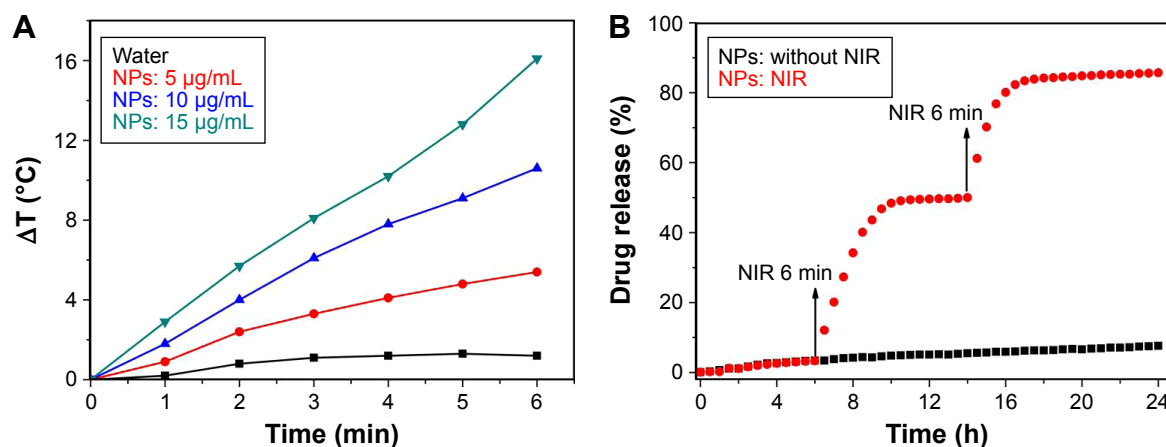 A
Water
NPs: 5 µg/mL
NPs: 10 µg/mL
NPs: 15 µg/mL
16
12
8
4
0
ΔT (°C)
0 1 2 3 4 5 6
Time (min)
B
NPs: without NIR
NPs: NIR
NIR 6 min
NIR 6 min
100
80
60
40
20
0
Drug release (%)
0 4 8 12 16 20 24
Time (h)